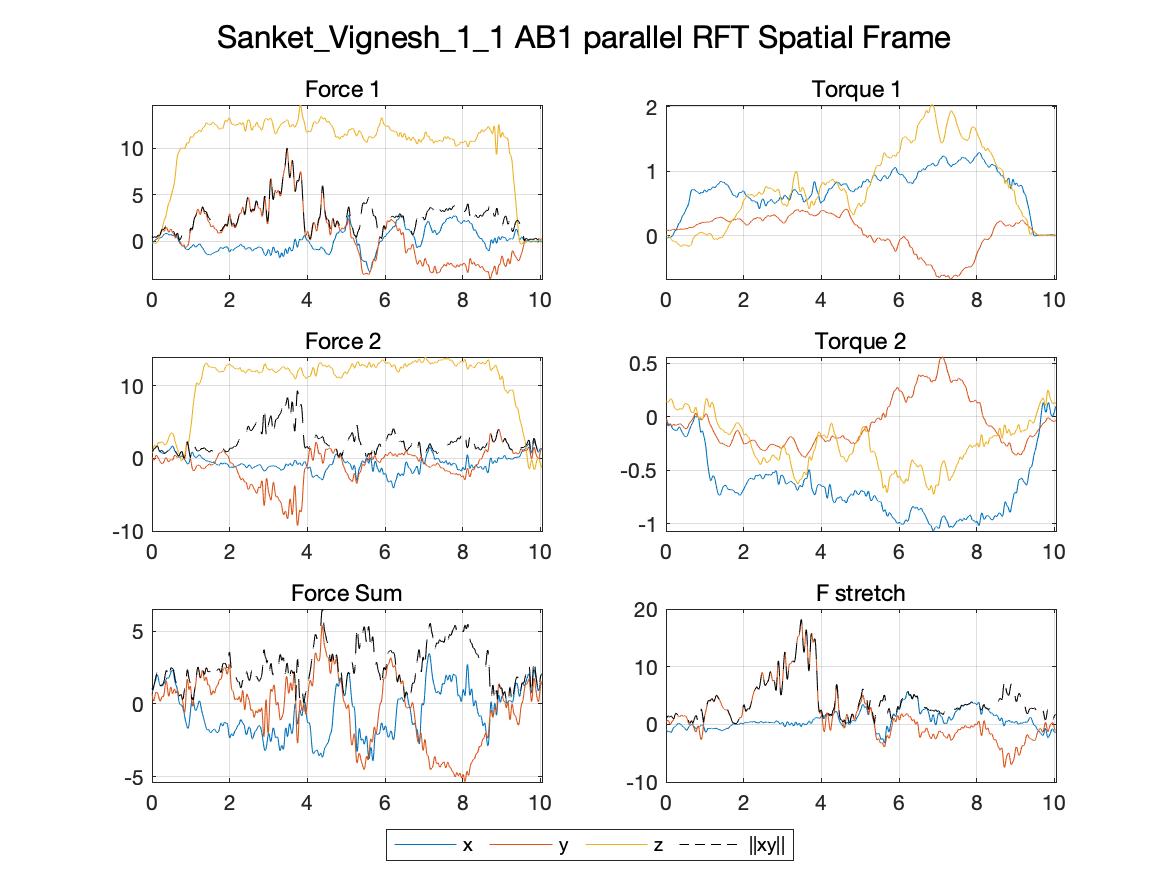 Sanket_Vignesh_1_1 AB1 parallel RFT Spatial Frame
Force 1
10
5
0
0 2 4 6 8 10
Torque 1
2
1
0
0 2 4 6 8 10
Force 2
10
0
-10
0 2 4 6 8 10
Torque 2
0.5
0
-0.5
-1
0 2 4 6 8 10
Force Sum
5
0
-5
0 2 4 6 8 10
F stretch
20
10
0
-10
0 2 4 6 8 10
x y z ||xy||